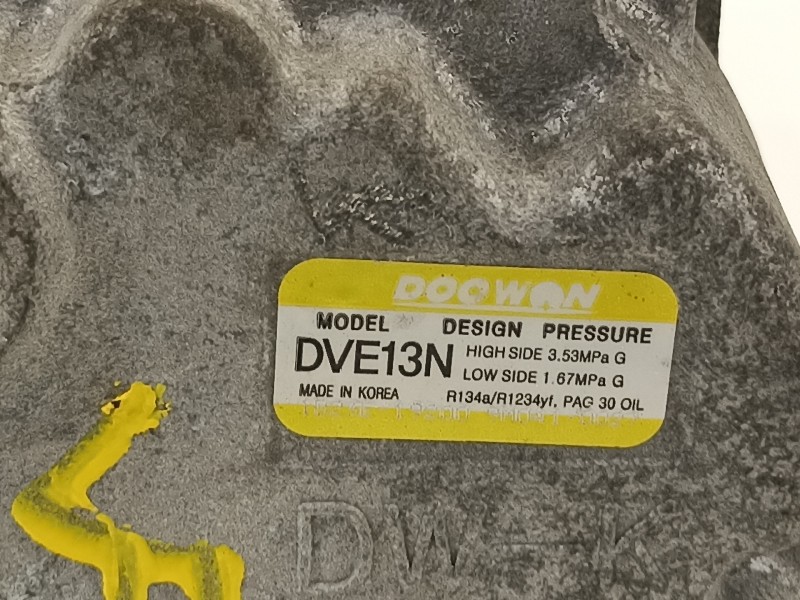 DOOWON
MODEL DESIGN PRESSURE
DVE13N HIGH SIDE 3.53MPa G
LOW SIDE 1.67MPa G
MADE IN KOREA R134a/R1234yf, PAG 30 OIL
DW-K